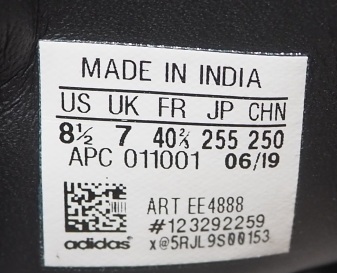 MADE IN INDIA
US UK FR JP CHN
8½ 7 40⅔ 255 250
APC 011001 06/19
ART EE4888
#123292259
adidas x@5RJL9S00153